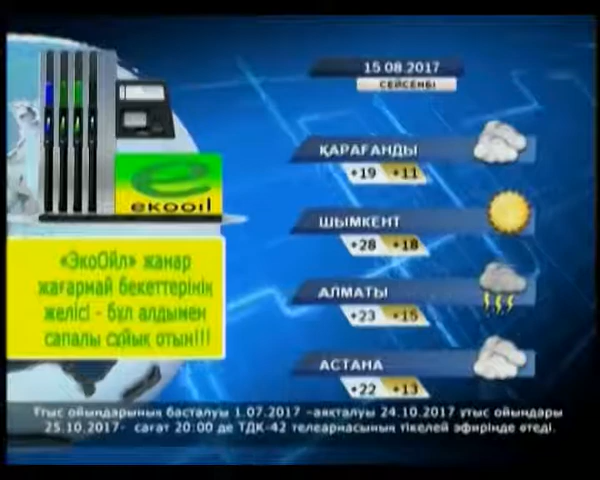 15.08.2017
СЕЙСЕНБІ
ҚАРАҒАНДЫ
+19 +11
ШЫМКЕНТ
+28 +18
АЛМАТЫ
+23 +15
АСТАНА
+22 +13
e
экооіl
«ЭкоОйл» жанар
жағармай бекеттерінің
желісі - бұл алдымен
сапалы сұйық отын!!!
Ұтыс ойындарының басталуы 1.07.2017 -аяқталуы 24.10.2017 ұтыс ойындары
25.10.2017- сағат 20:00 де ТДК-42 телеарнасының тікелей эфирінде өтеді.